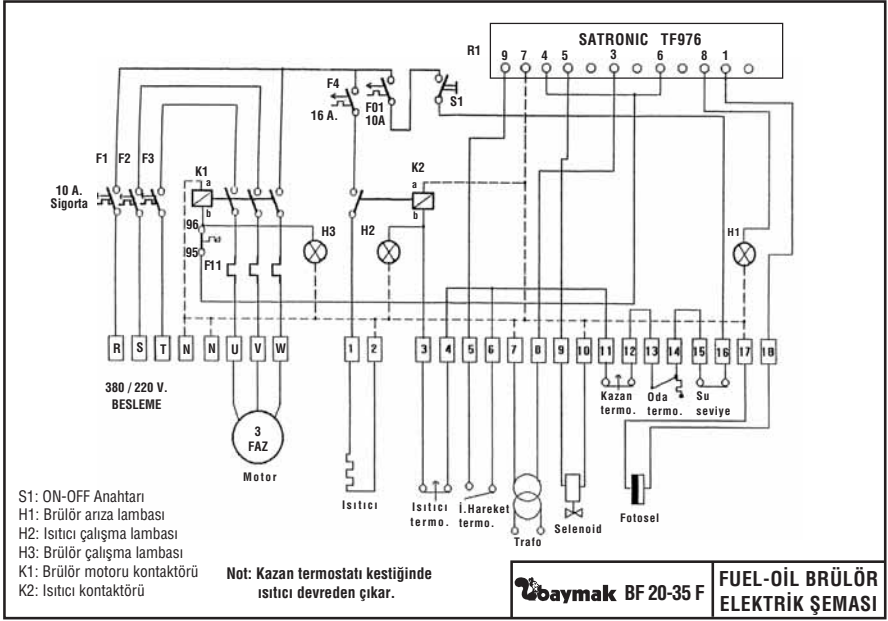 SATRONIC TF976
R1
9 7 4 5 3 6 8 1
F4
16 A.
F01
10A
S1
F1 F2 F3
10 A.
Sigorta
K1
a
b
96
95
F11
H3
H2
K2
a
b
H1
R S T N N U V W 1 2 3 4 5 6 7 8 9 10 11 12 13 14 15 16 17 18
380 / 220 V.
BESLEME
3
FAZ
Motor
Isıtıcı
Isıtıcı
termo.
İ.Hareket
termo.
Trafo
Selenoid
Kazan
termo.
Oda
termo.
Su
seviye
Fotosel
S1: ON-OFF Anahtarı
H1: Brülör arıza lambası
H2: Isıtıcı çalışma lambası
H3: Brülör çalışma lambası
K1: Brülör motoru kontaktörü
K2: Isıtıcı kontaktörü
Not: Kazan termostatı kestiğinde
ısıtıcı devreden çıkar.
baymak BF 20-35 F
FUEL-OİL BRÜLÖR
ELEKTRİK ŞEMASI